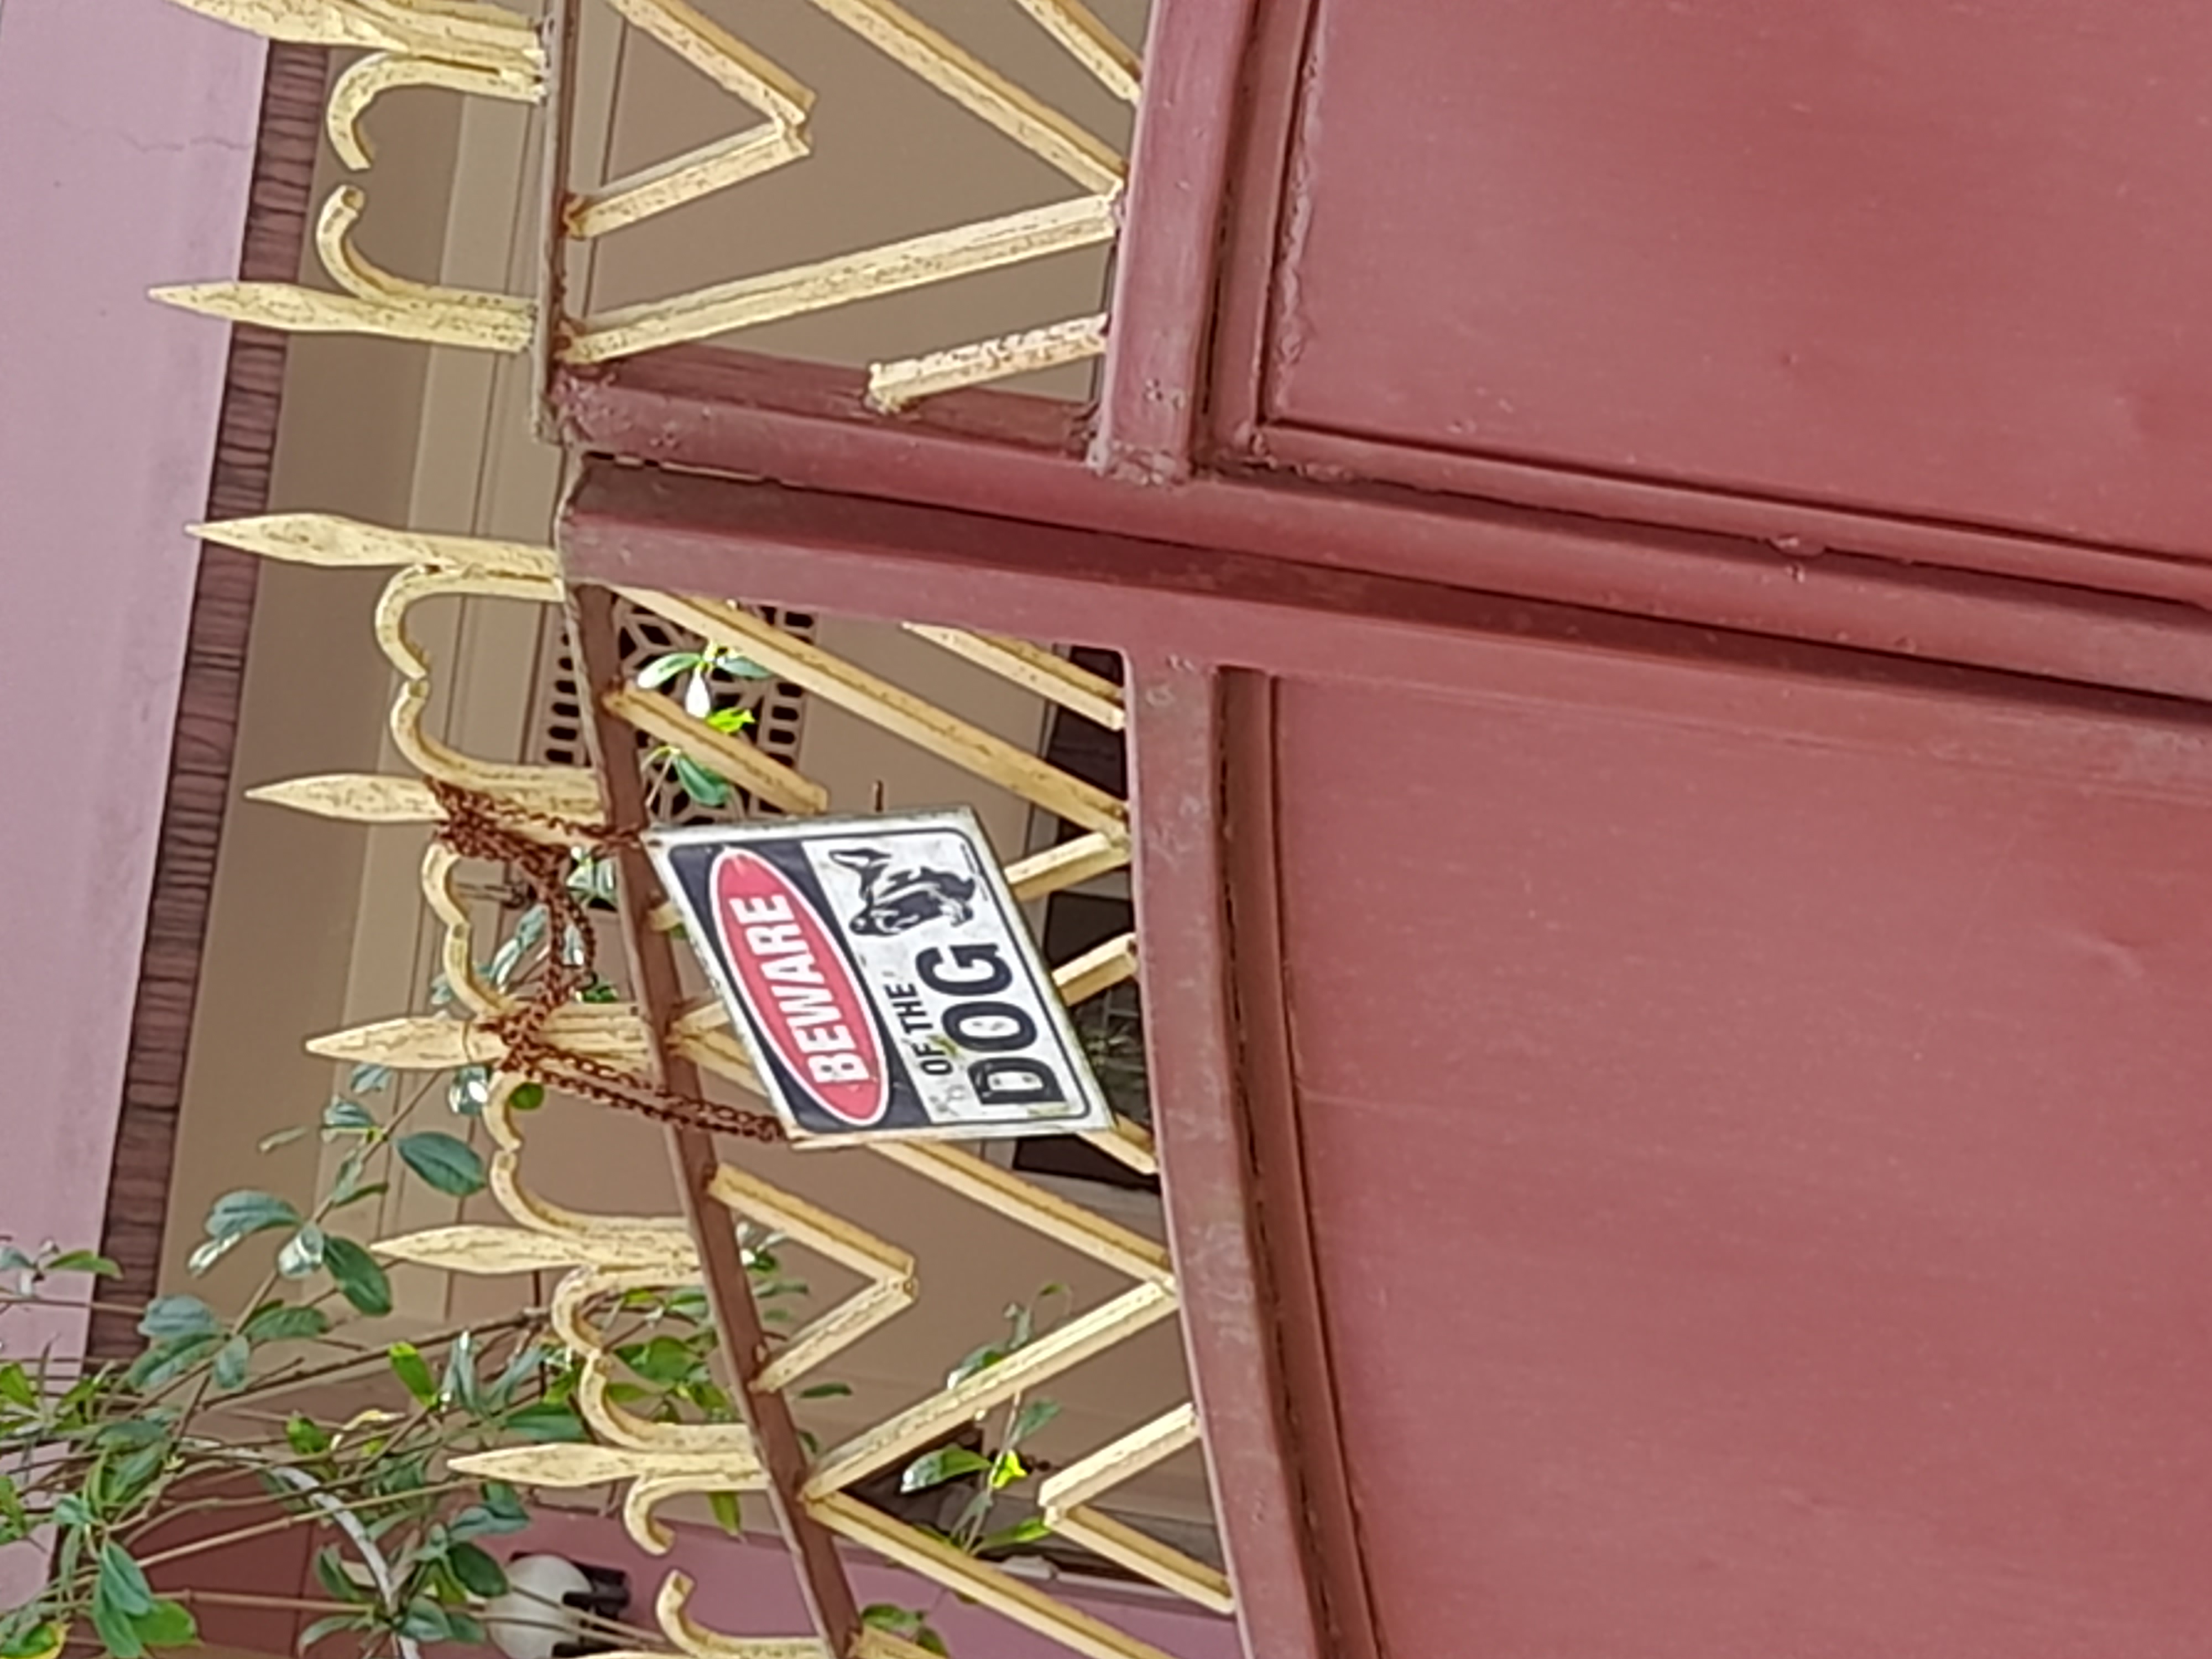 BEWARE
OF THE
DOG